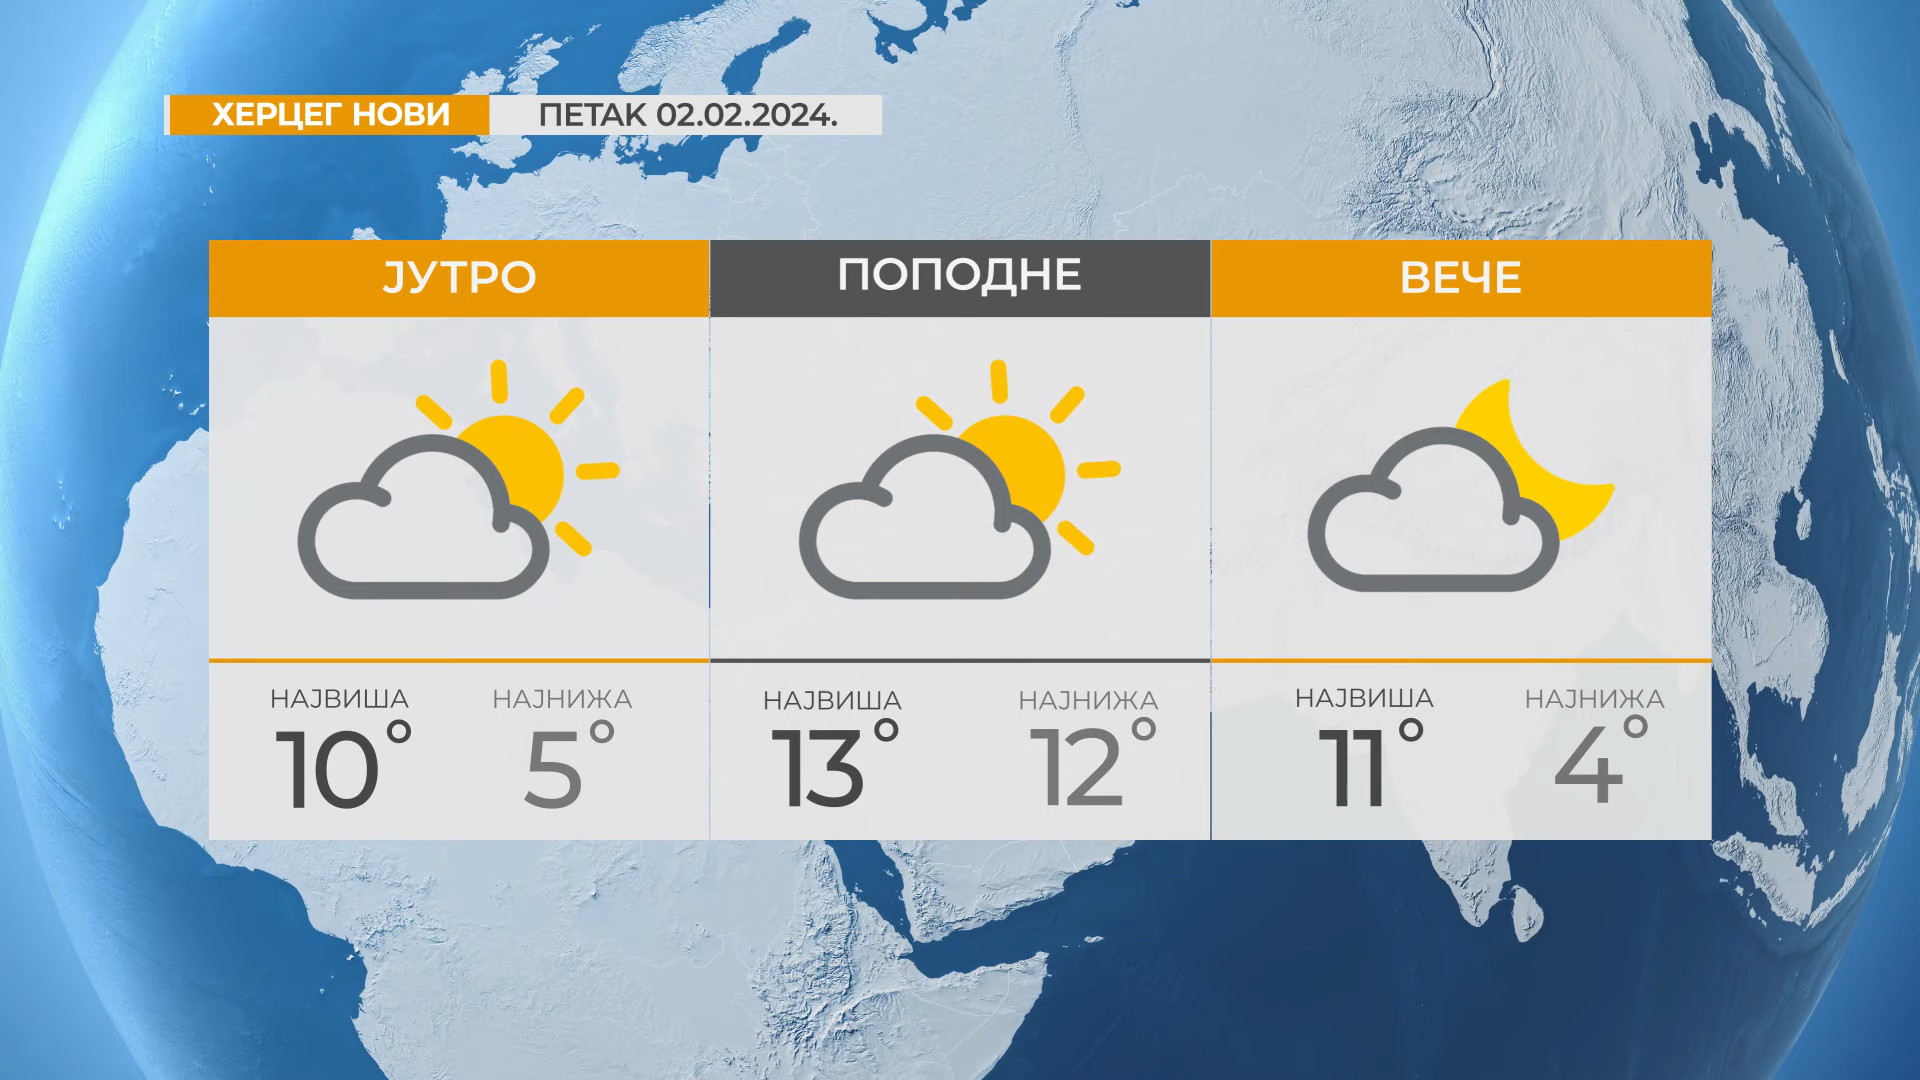 ХЕРЦЕГ НОВИ ПЕТАК 02.02.2024.
ЈУТРО ПОПОДНЕ ВЕЧЕ
НАЈВИША НАЈНИЖА НАЈВИША НАЈНИЖА НАЈВИША НАЈНИЖА
10° 5° 13° 12° 11° 4°